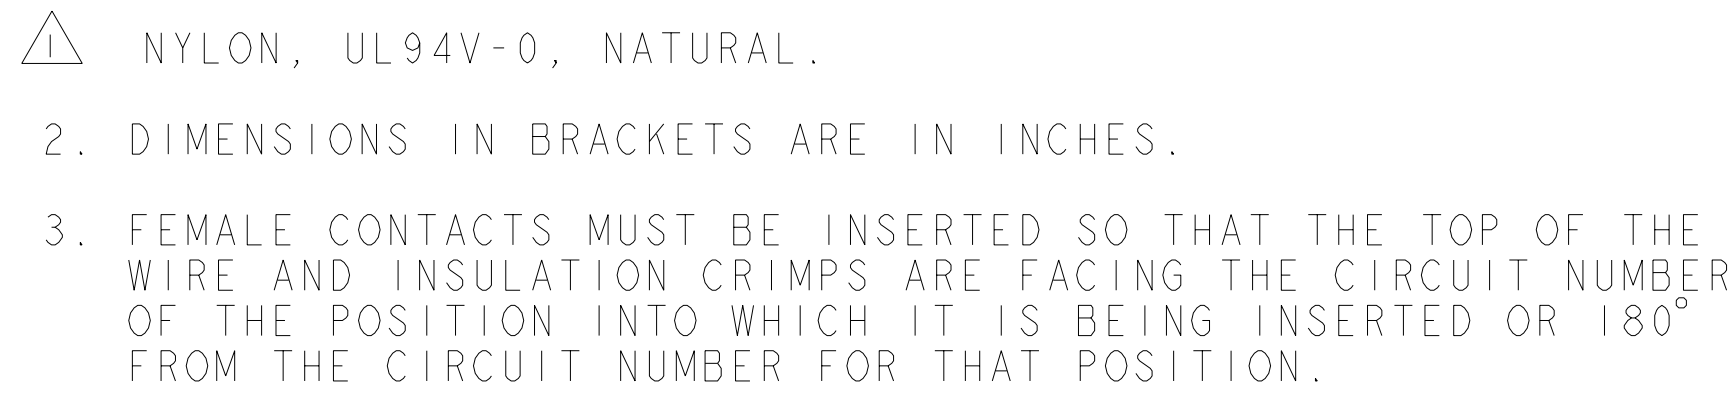 1 NYLON, UL94V-0, NATURAL.
2. DIMENSIONS IN BRACKETS ARE IN INCHES.
3. FEMALE CONTACTS MUST BE INSERTED SO THAT THE TOP OF THE
WIRE AND INSULATION CRIMPS ARE FACING THE CIRCUIT NUMBER
OF THE POSITION INTO WHICH IT IS BEING INSERTED OR 180°
FROM THE CIRCUIT NUMBER FOR THAT POSITION.